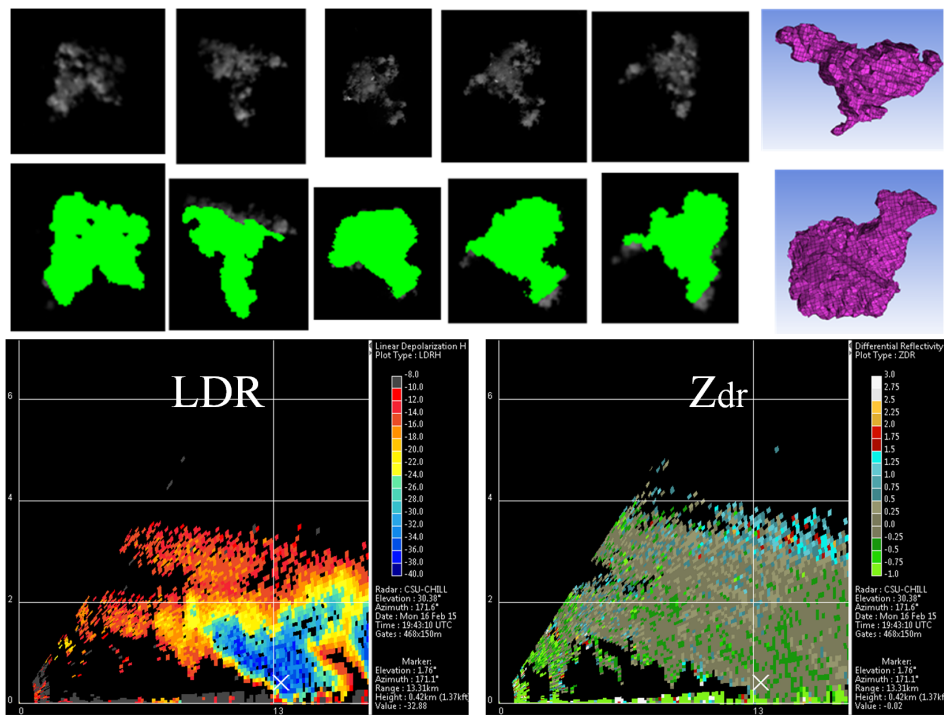 Linear Depolarization H
Plot Type : LDRH
LDR
-8.0
-10.0
-12.0
-14.0
-16.0
-18.0
-20.0
-22.0
-24.0
-26.0
-28.0
-30.0
-32.0
-34.0
-36.0
-38.0
-40.0
6
4
2
0
0
13
Radar : CSU-CHILL
Elevation : 30.38°
Azimuth : 171.6°
Date : Mon 16 Feb 15
Time : 19:43:10 UTC
Gates : 468x150m
Marker:
Elevation : 1.76°
Azimuth : 171.1°
Range : 13.31km
Height : 0.42km (1.37kft
Value : -32.88
Differential Reflectivity
Plot Type : ZDR
Zdr
3.0
2.75
2.5
2.25
2.0
1.75
1.5
1.25
1.0
0.75
0.5
0.25
0.0
-0.25
-0.5
-0.75
-1.0
6
4
2
0
0
13
Radar : CSU-CHILL
Elevation : 30.38°
Azimuth : 171.6°
Date : Mon 16 Feb 15
Time : 19:43:10 UTC
Gates : 468x150m
Marker:
Elevation : 1.76°
Azimuth : 171.1°
Range : 13.31km
Height : 0.42km (1.37kf
Value : -0.02